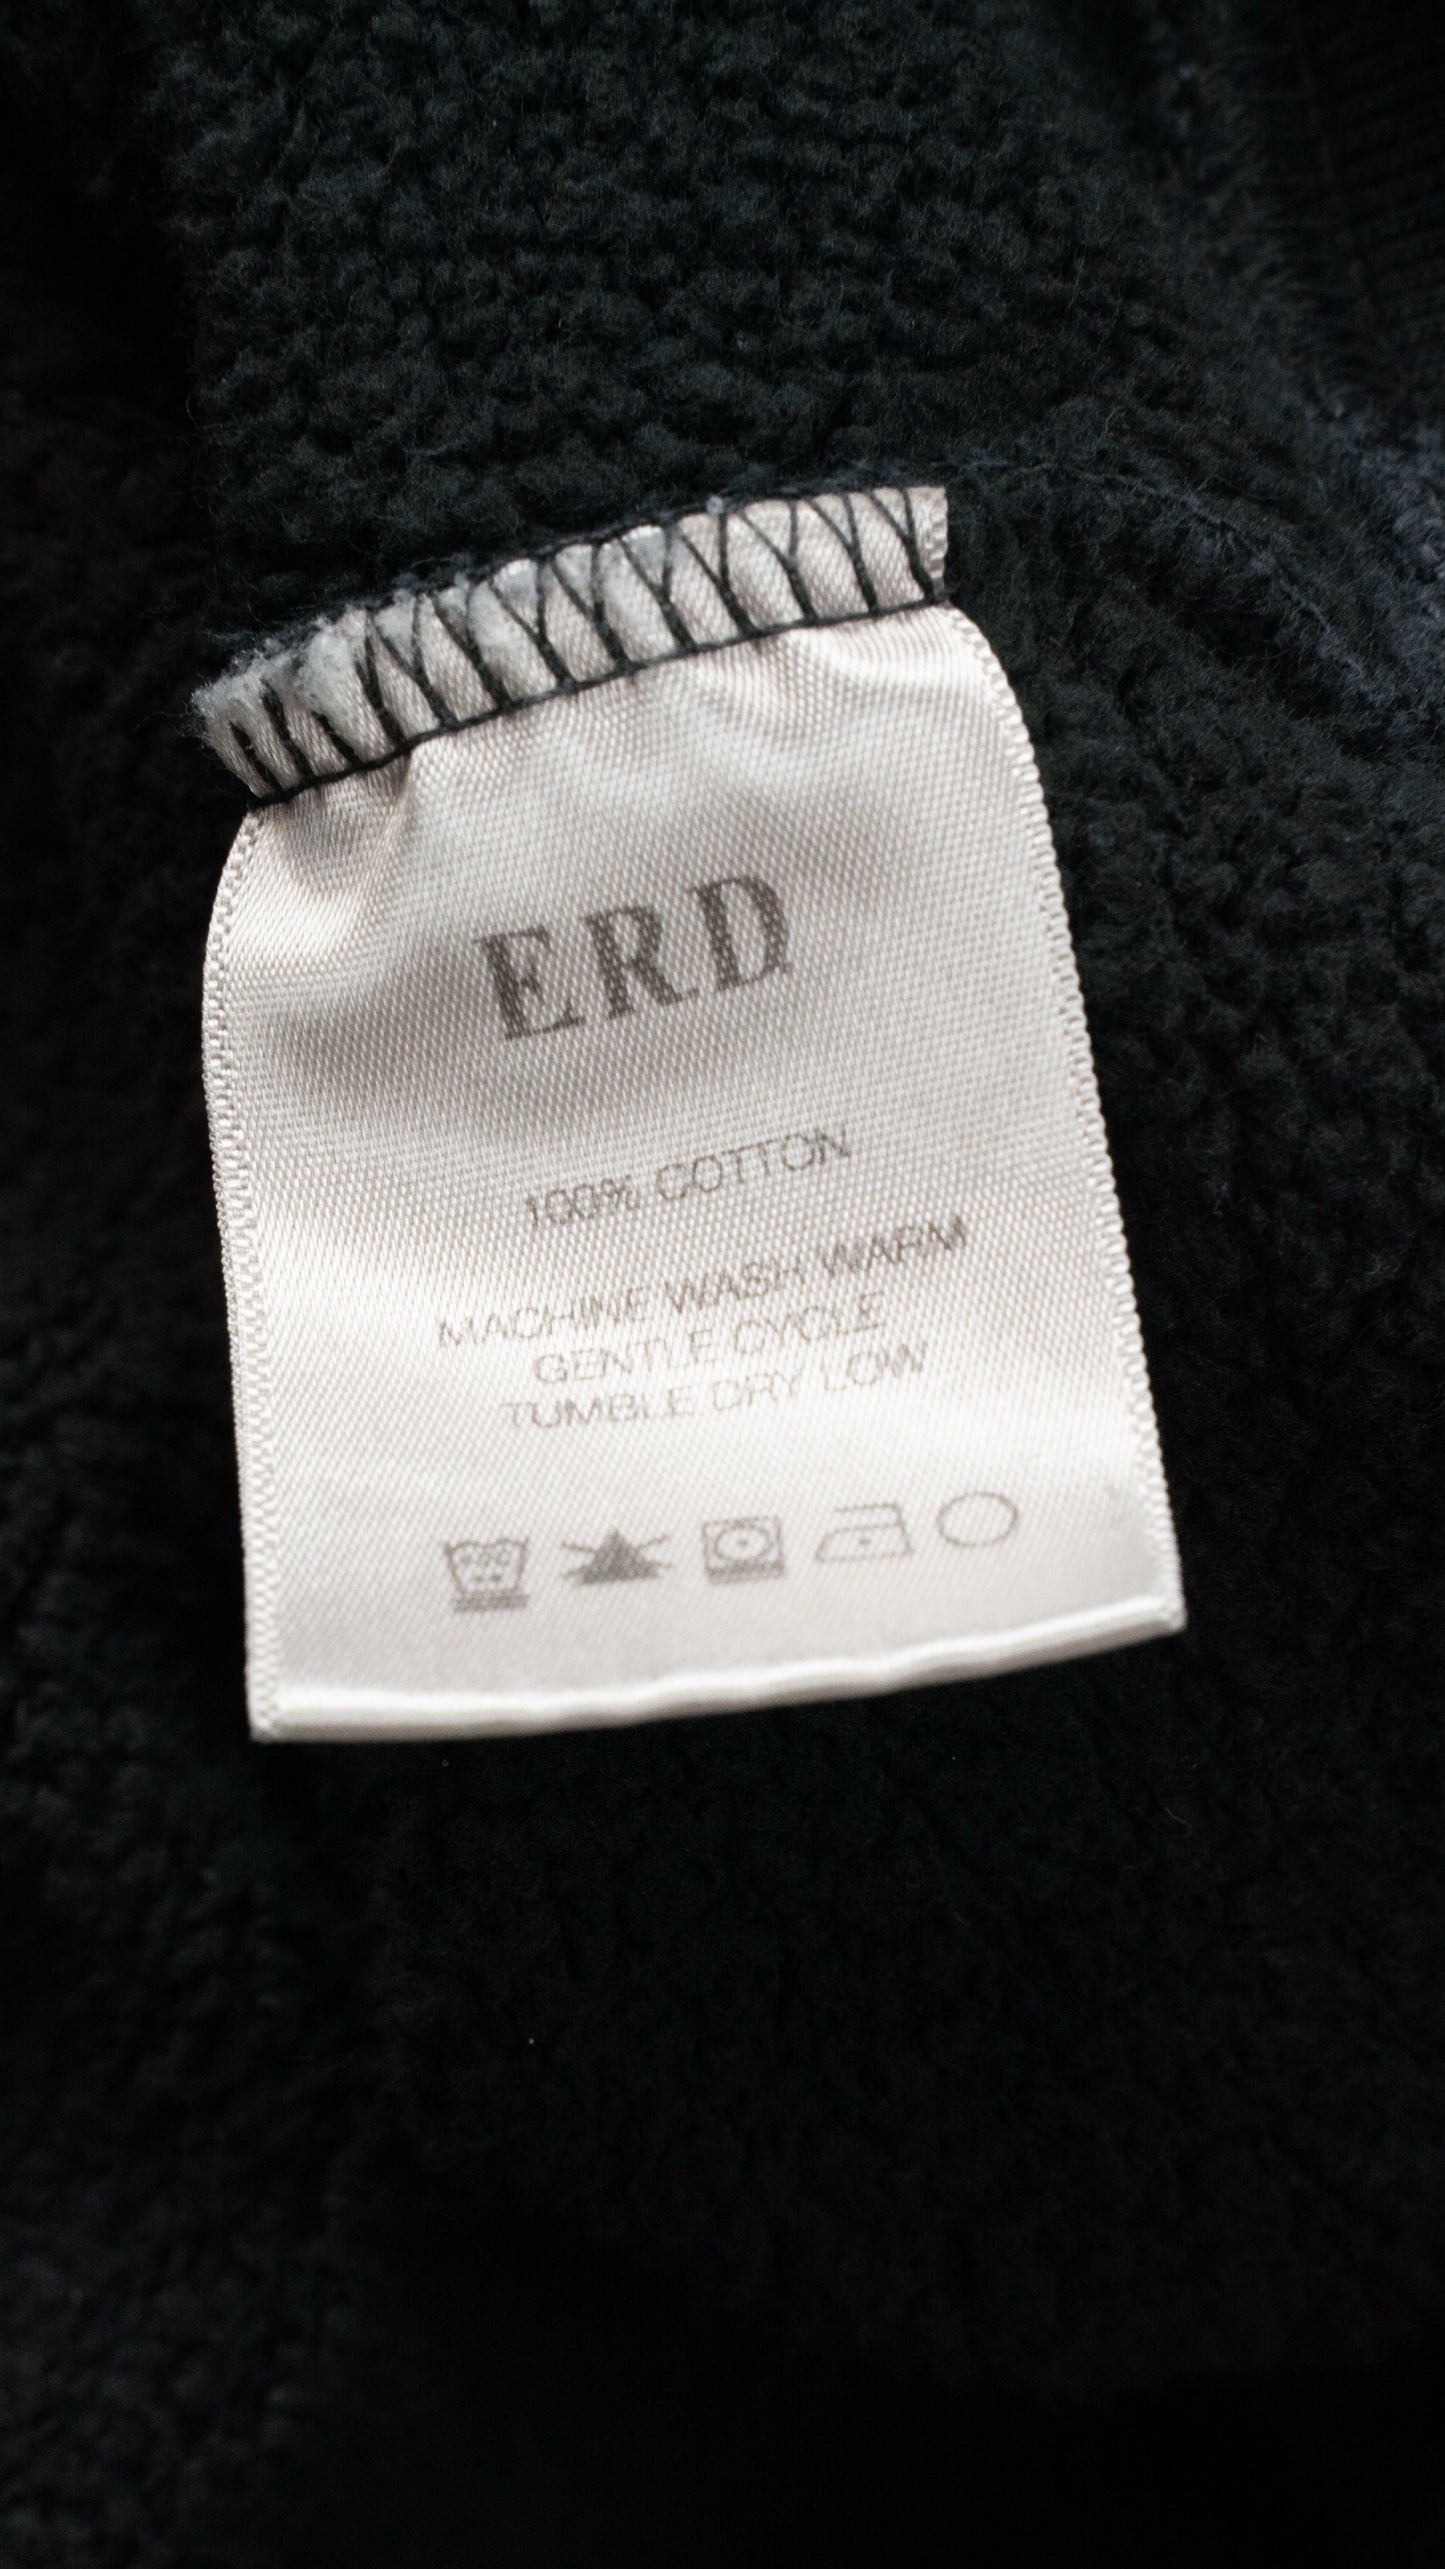 ERD
100% COTTON
MACHINE WASH WARM
GENTLE CYCLE
TUMBLE DRY LOW